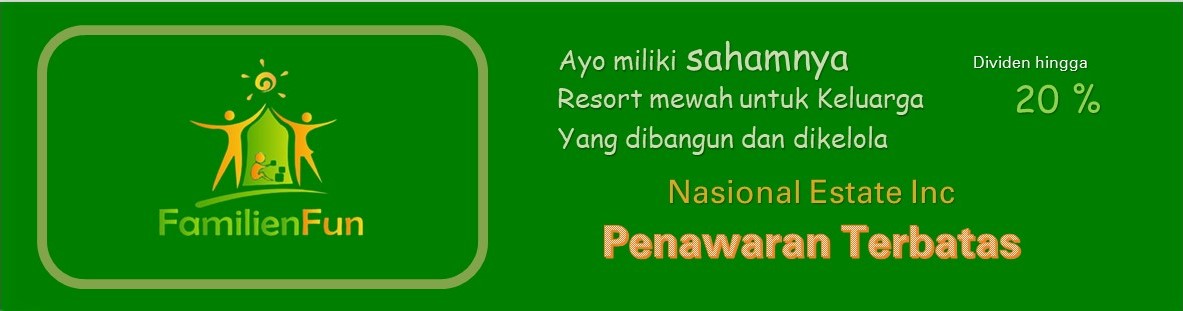 FamilienFun
Ayo miliki sahamnya
Resort mewah untuk Keluarga
Yang dibangun dan dikelola
Dividen hingga
20 %
Nasional Estate Inc
Penawaran Terbatas